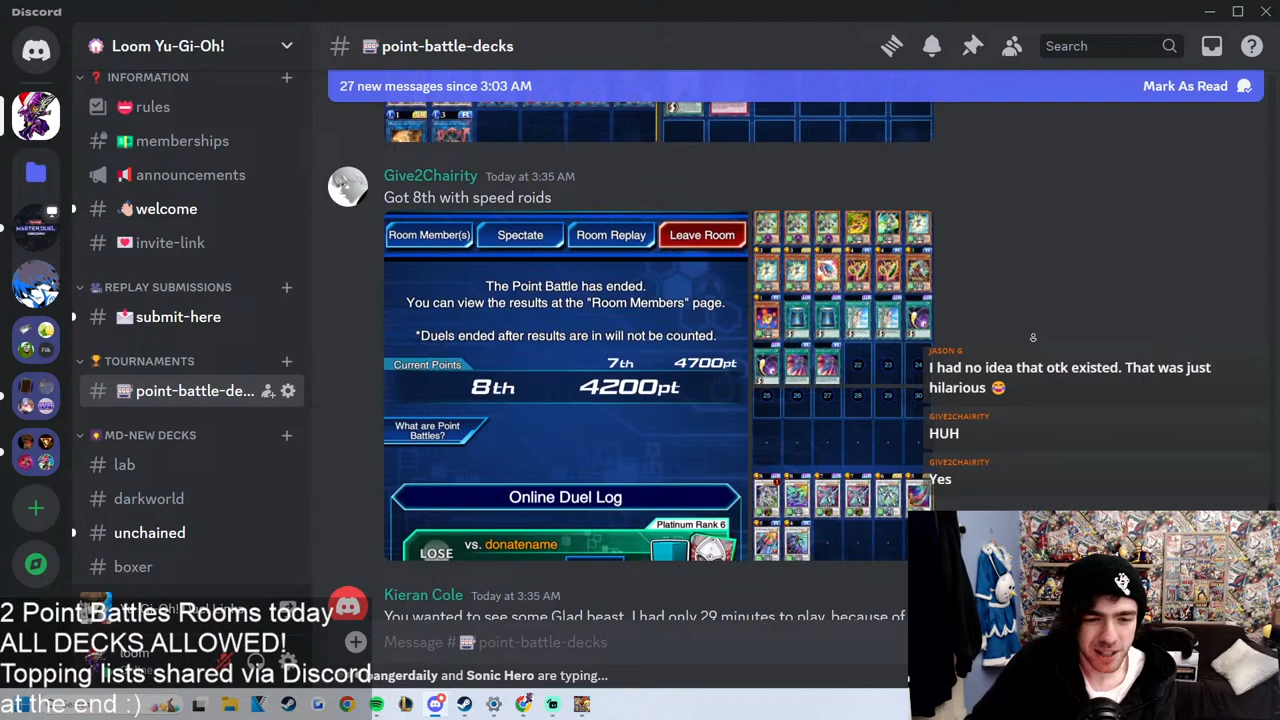 Discord
Loom Yu-Gi-Oh!
# point-battle-decks
Search
INFORMATION
rules
memberships
announcements
welcome
invite-link
REPLAY SUBMISSIONS
submit-here
TOURNAMENTS
point-battle-de...
MD-NEW DECKS
lab
darkworld
unchained
boxer
27 new messages since 3:03 AM
Mark As Read
Give2Chairity Today at 3:35 AM
Got 8th with speed roids
Room Member(s) Spectate Room Replay Leave Room
The Point Battle has ended.
You can view the results at the "Room Members" page.
*Duels ended after results are in will not be counted.
Current Points 7th 4700pt
8th 4200pt
What are Point
Battles?
Online Duel Log
Platinum Rank 6
LOSE vs. donatename
JASON G
I had no idea that otk existed. That was just
hilarious 😂
GIVE2CHAIRITY
HUH
GIVE2CHAIRITY
Yes
Kieran Cole Today at 3:35 AM
You wanted to see some Glad beast. I had only 29 minutes to play, because of
Message # point-battle-decks
bangerdaily and Sonic Hero are typing...
loom
2 Point Battles Rooms today
ALL DECKS ALLOWED!
Topping lists shared via Discord
at the end :)